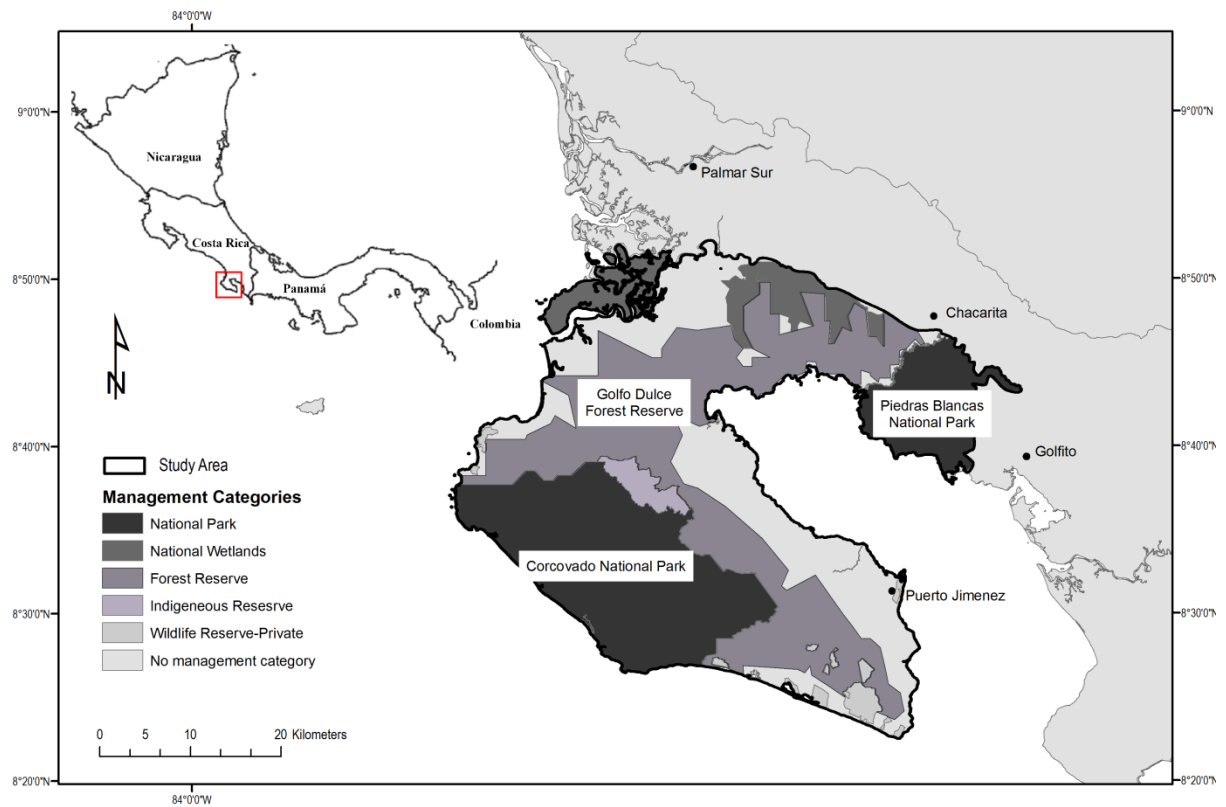 84°0'0"W
9°0'0"N
9°0'0"N
Nicaragua
Palmar Sur
Costa Rica
8°50'0"N
8°50'0"N
Panamá
Colombia
Chacarita
N
Golfo Dulce
Forest Reserve
Piedras Blancas
National Park
8°40'0"N
8°40'0"N
Golfito
Study Area
Management Categories
National Park
National Wetlands
Forest Reserve
Indigeneous Resesrve
Wildlife Reserve-Private
No management category
Corcovado National Park
Puerto Jimenez
8°30'0"N
8°30'0"N
0 5 10 20 Kilometers
8°20'0"N
8°20'0"N
84°0'0"W